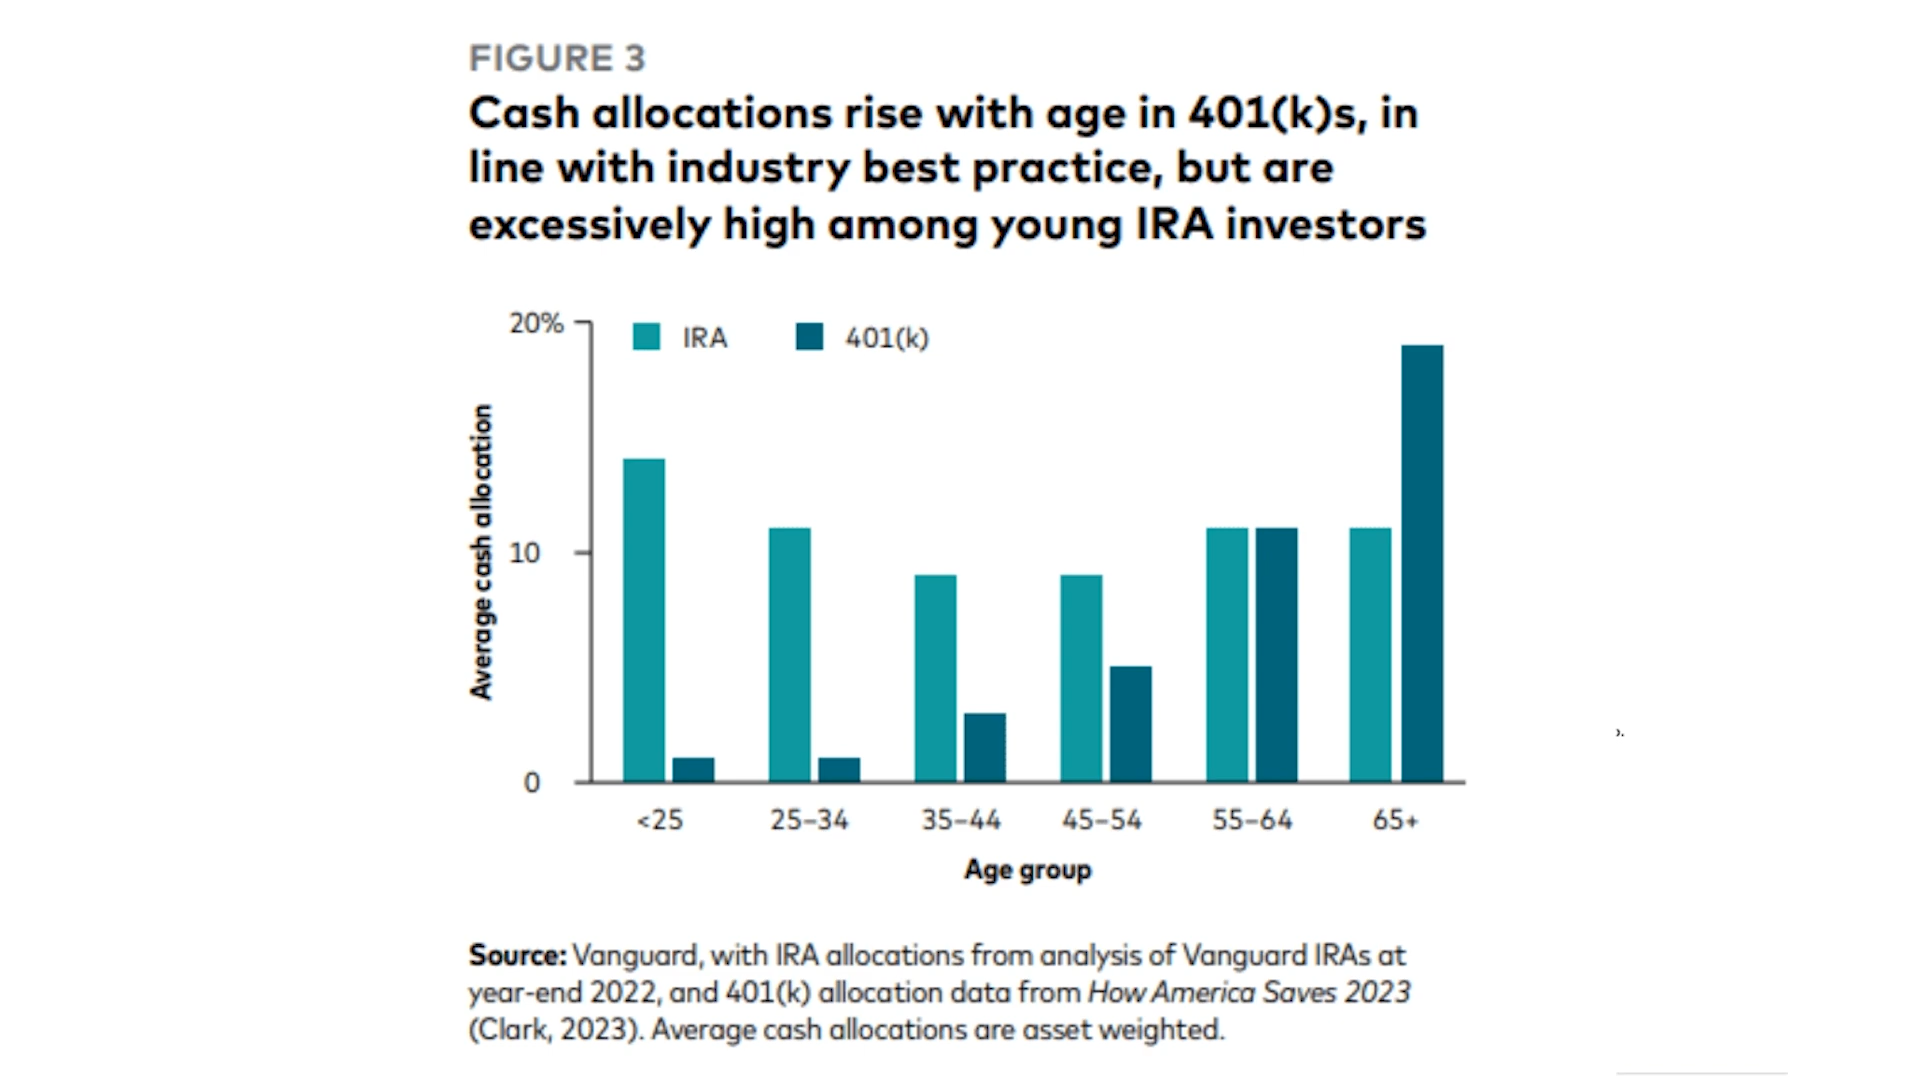 FIGURE 3
Cash allocations rise with age in 401(k)s, in
line with industry best practice, but are
excessively high among young IRA investors
20%
IRA
401(k)
Average cash allocation
10
0
<25
25–34
35–44
45–54
55–64
65+
Age group
Source: Vanguard, with IRA allocations from analysis of Vanguard IRAs at
year-end 2022, and 401(k) allocation data from How America Saves 2023
(Clark, 2023). Average cash allocations are asset weighted.